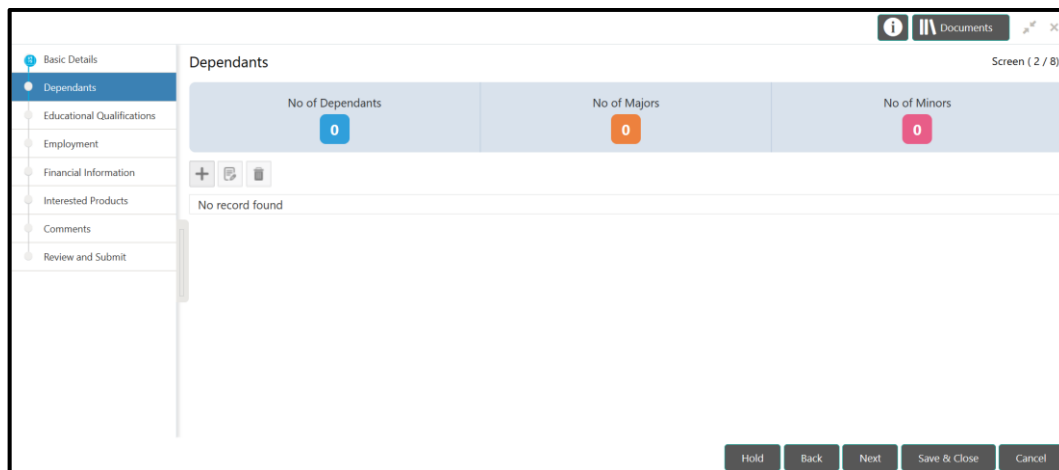 Documents
Basic Details
Dependants
Educational Qualifications
Employment
Financial Information
Interested Products
Comments
Review and Submit
Dependants
Screen ( 2 / 8)
No of Dependants
0
No of Majors
0
No of Minors
0
No record found
Hold
Back
Next
Save & Close
Cancel